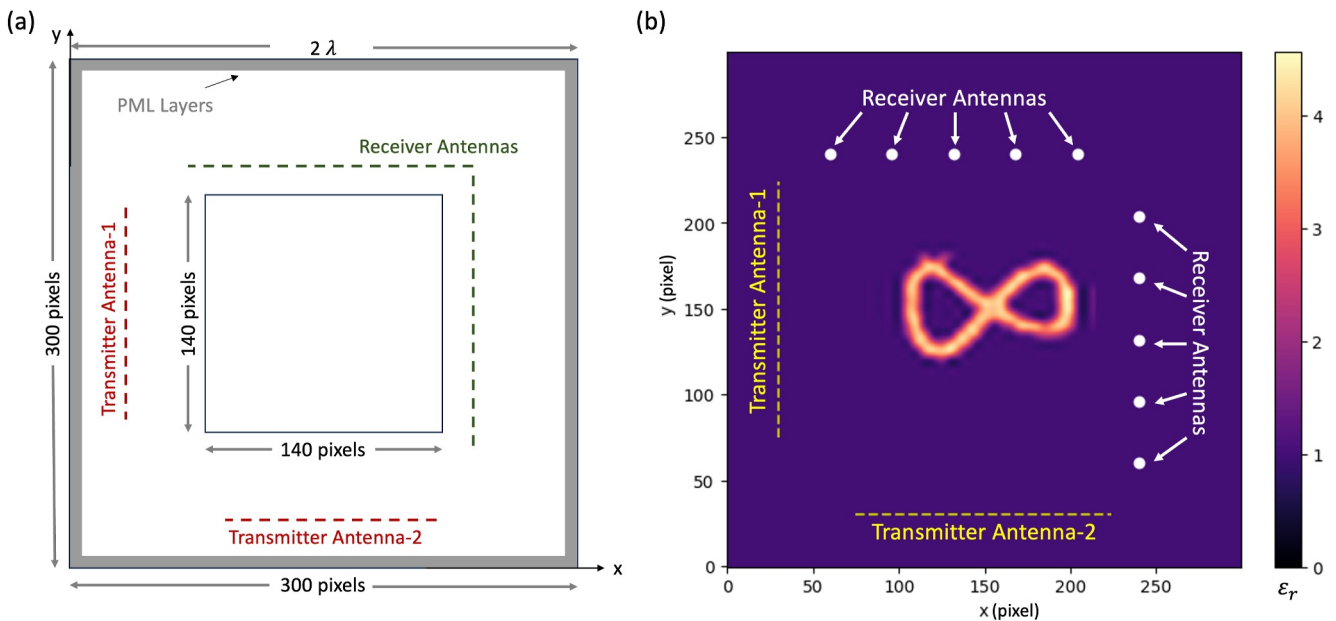 (a)
y
2 λ
PML Layers
Receiver Antennas
Transmitter Antenna-1
300 pixels
140 pixels
140 pixels
Transmitter Antenna-2
x
300 pixels
(b)
Receiver Antennas
Transmitter Antenna-1
Receiver Antennas
Transmitter Antenna-2
y (pixel)
250
200
150
100
50
0
0
50
100
150
200
250
x (pixel)
4
3
2
1
0
εr